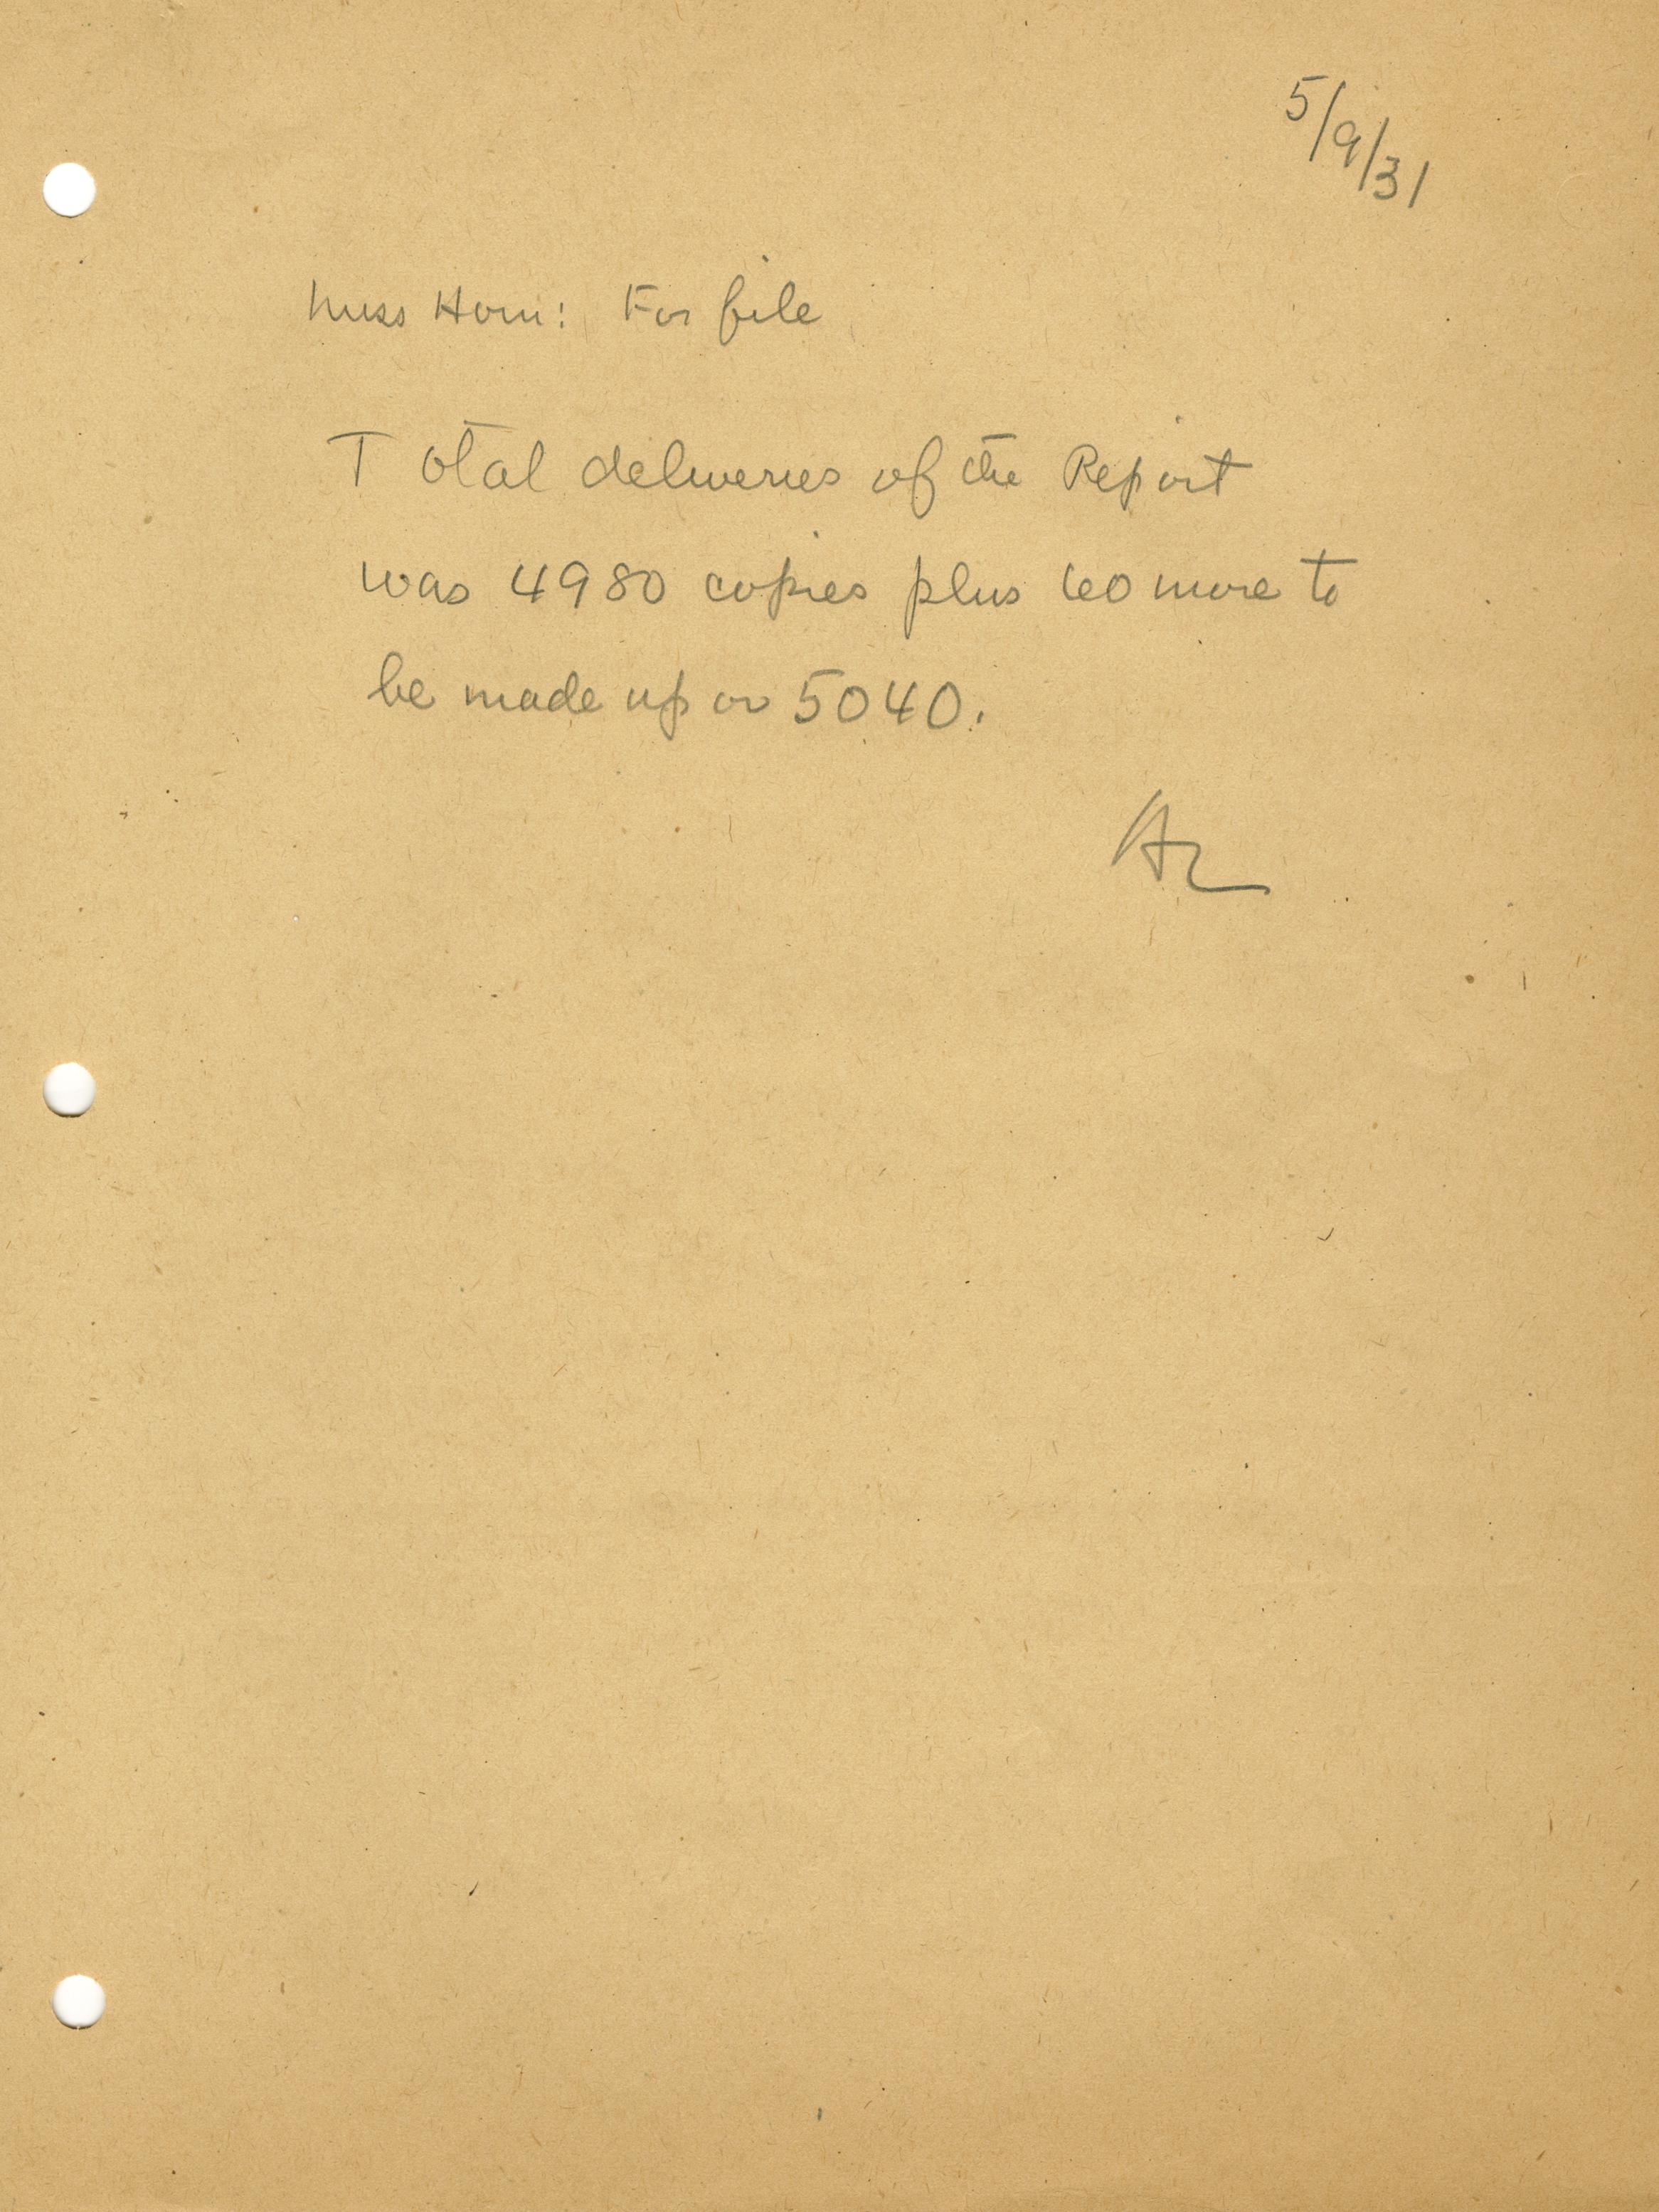 5/9/31
Miss Horn: For file
Total deliveries of the Report
was 4980 copies plus 60 more to
be made up or 5040.